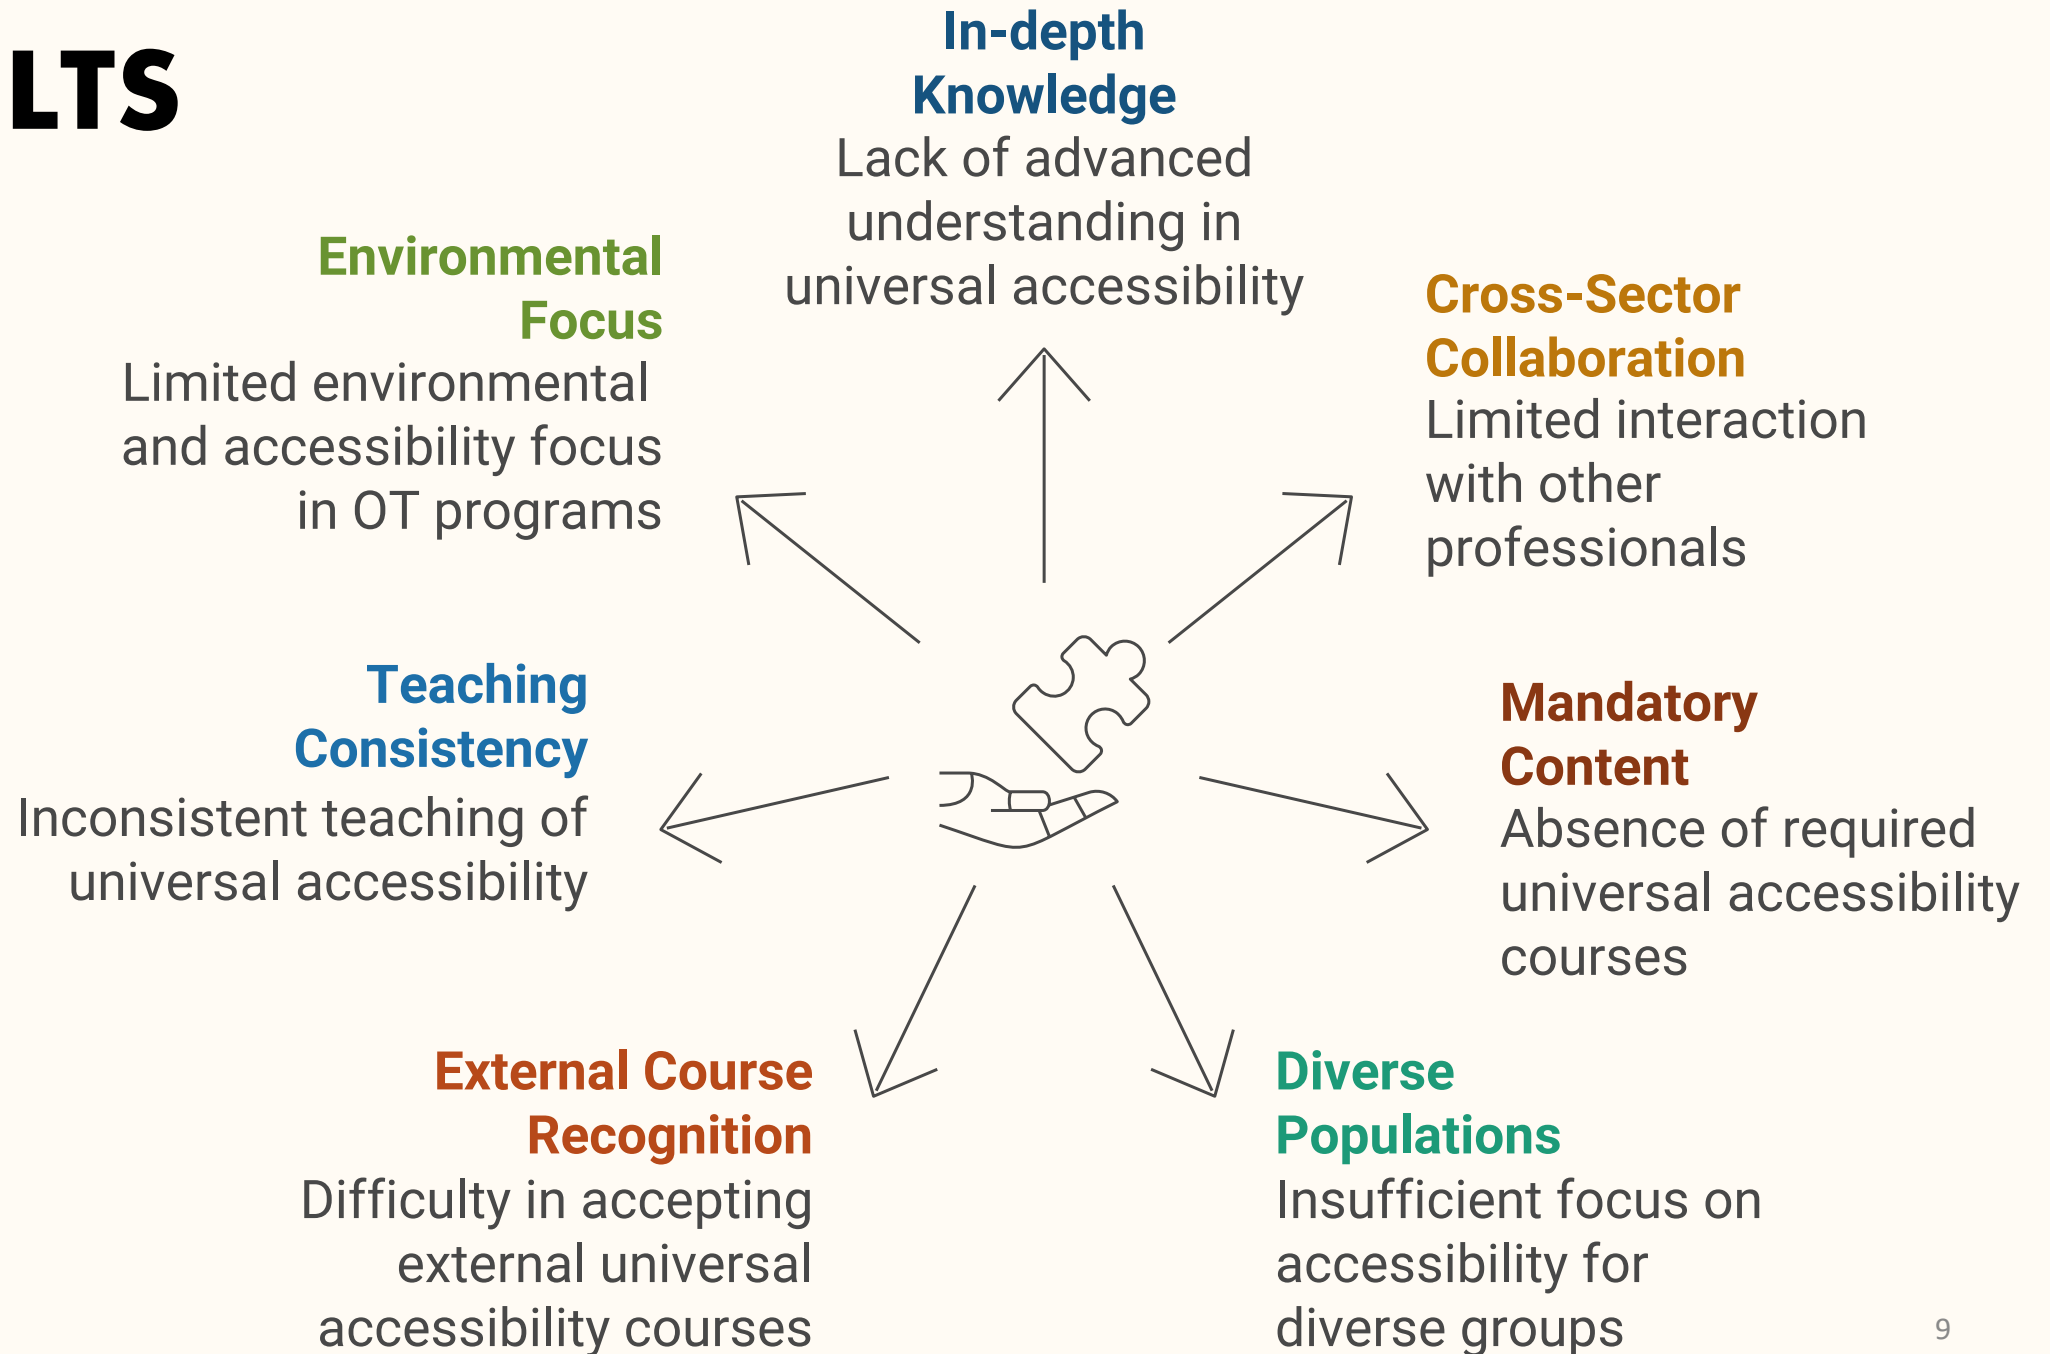 LTS
In-depth
Knowledge
Lack of advanced
understanding in
universal accessibility
Environmental
Focus
Limited environmental
and accessibility focus
in OT programs
Cross-Sector
Collaboration
Limited interaction
with other
professionals
Teaching
Consistency
Inconsistent teaching of
universal accessibility
Mandatory
Content
Absence of required
universal accessibility
courses
External Course
Recognition
Difficulty in accepting
external universal
accessibility courses
Diverse
Populations
Insufficient focus on
accessibility for
diverse groups
9